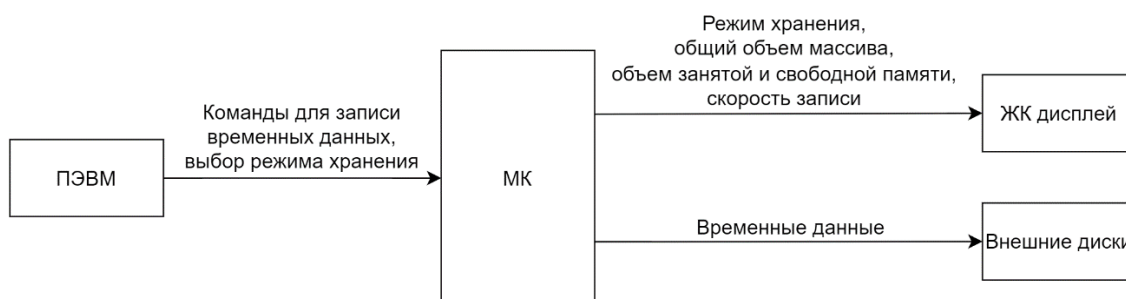 ПЭВМ
Команды для записи
временных данных,
выбор режима хранения
МК
Режим хранения,
общий объем массива,
объем занятой и свободной памяти,
скорость записи
ЖК дисплей
Временные данные
Внешние диски